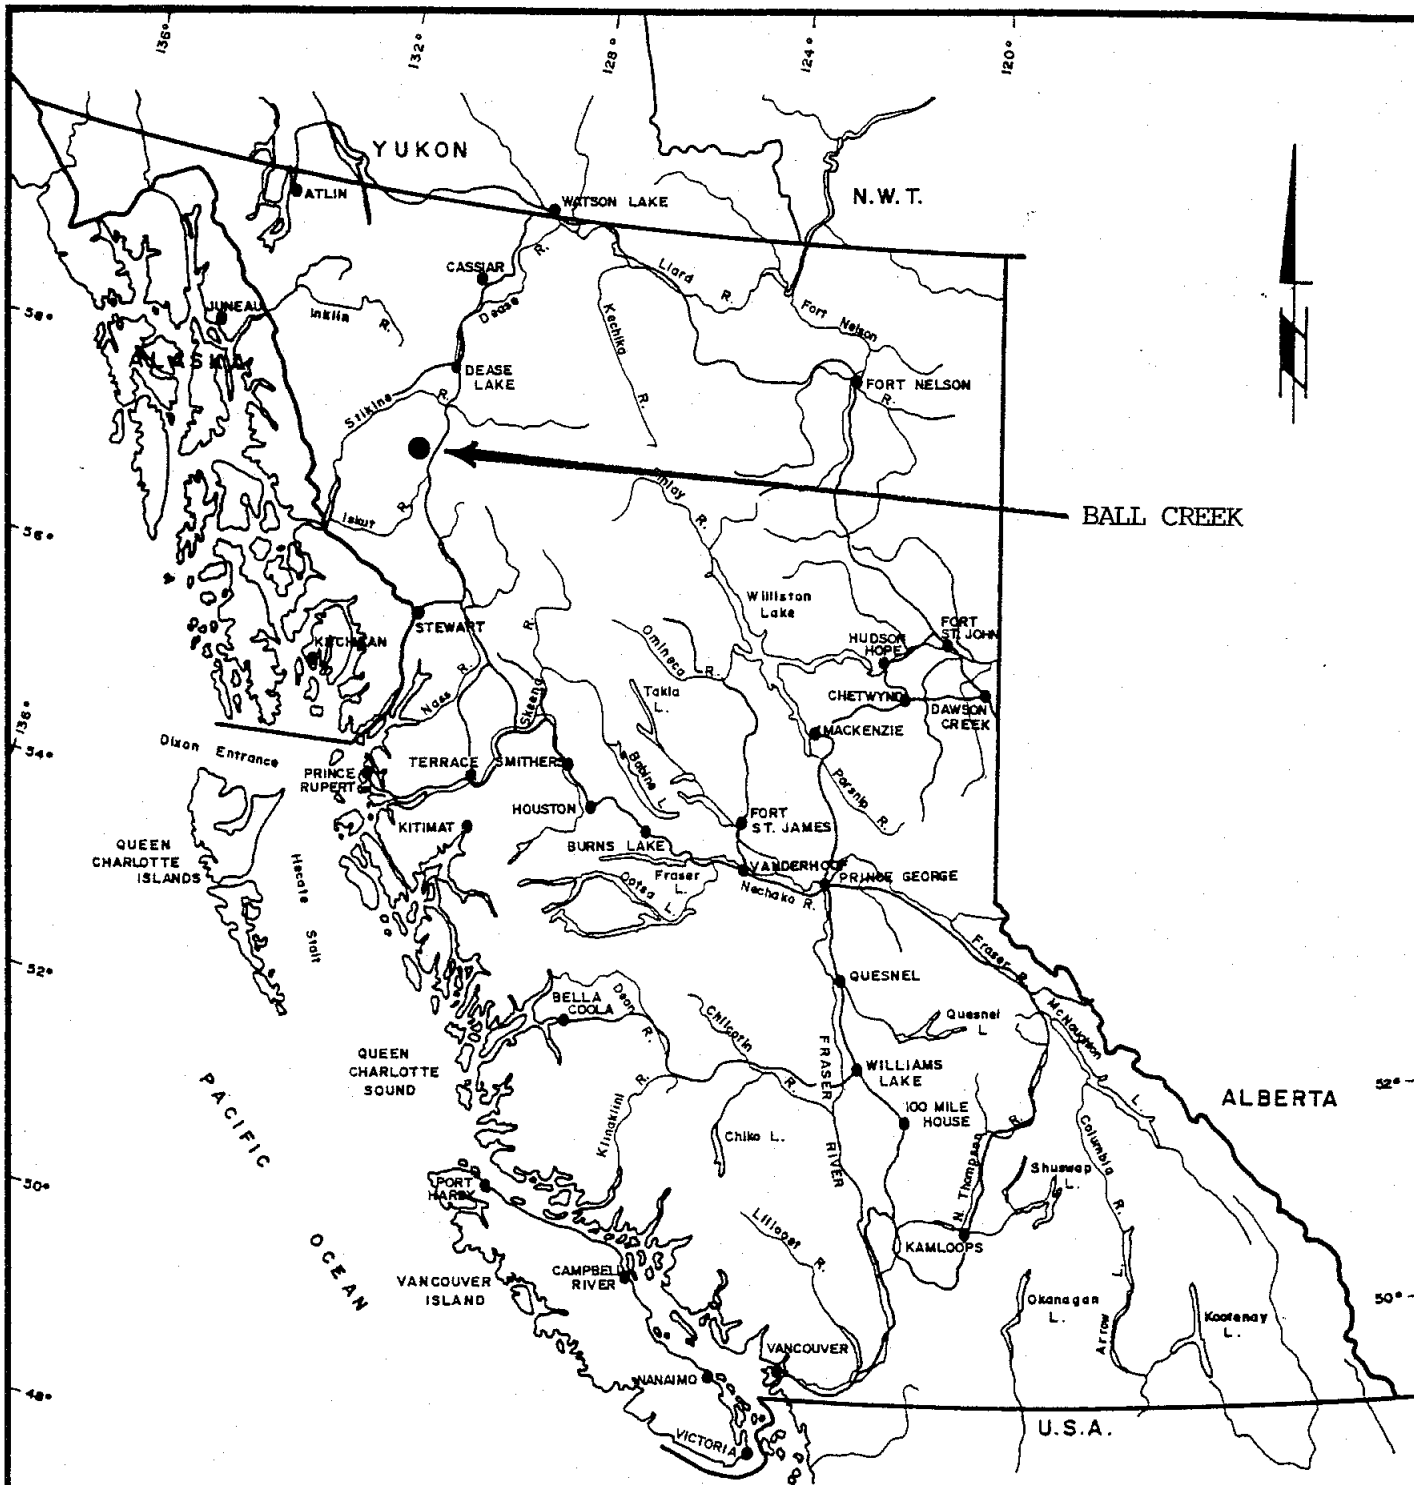 136°
132°
128°
124°
120°
YUKON
N.W.T.
ATLIN
WATSON LAKE
CASSIAR
R.
Liard
R.
Dease
JUNEAU
Inklin
R.
58°
Kechika
R.
Fort Nelson
ALASKA
DEASE
LAKE
FORT NELSON
R.
Stikine
R.
BALL CREEK
Iskut
R.
56°
R.
Williston
Lake
STEWART
KETCHIKAN
Omineca
R.
R.
HUDSON
HOPE
FORT
ST. JOHN
Nass
R.
Skeena
Takla
L.
CHETWYND
DAWSON
CREEK
MACKENZIE
136°
54°
Dixon Entrance
PRINCE
RUPERT
TERRACE
SMITHERS
Babine
L.
Parsnip
R.
HOUSTON
FORT
ST. JAMES
KITIMAT
BURNS LAKE
QUEEN
CHARLOTTE
ISLANDS
Hecate Stait
VANDERHOOF
PRINCE GEORGE
Fraser
L.
Nechako R.
Ootsa
L.
Fraser R.
52°
QUESNEL
Quesnel
L
BELLA
COOLA
Dean
R.
Chilcotin
R.
McNaughton
L.
FRASER
RIVER
QUEEN
CHARLOTTE
SOUND
WILLIAMS
LAKE
100 MILE
HOUSE
52°
ALBERTA
PACIFIC
OCEAN
Klinaklini
R.
Chiko L.
N. Thompson
R.
Columbia
R.
Shuswap
L.
50°
PORT
HARDY
Lillooet
R.
KAMLOOPS
CAMPBELL
RIVER
VANCOUVER
ISLAND
Okanagan
L.
Arrow
L.
Kootenay
L.
50°
VANCOUVER
48°
NANAIMO
U.S.A.
VICTORIA